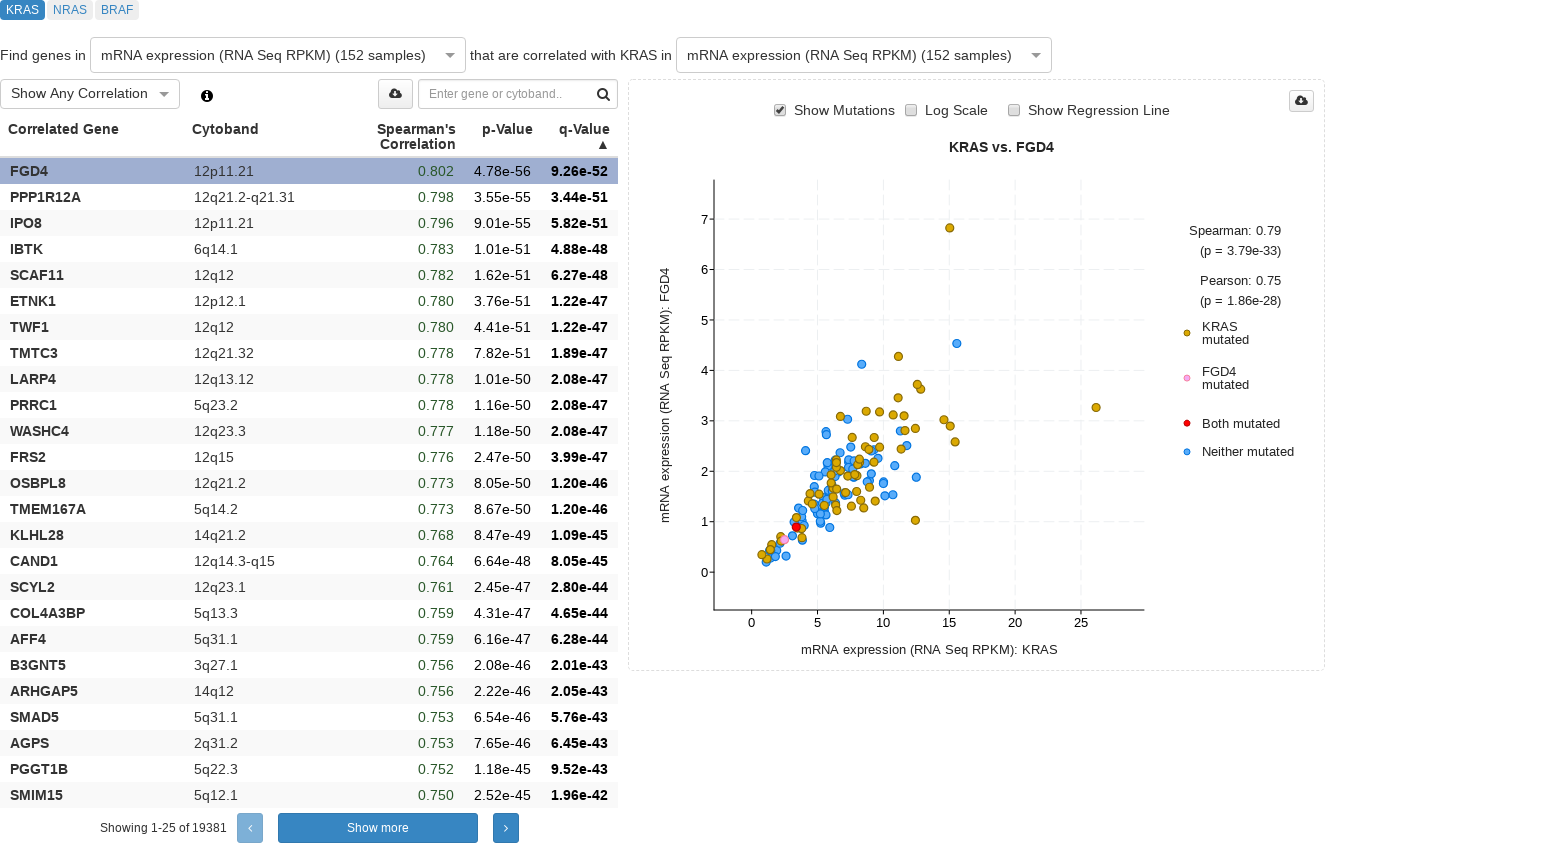 KRAS NRAS BRAF
Find genes in mRNA expression (RNA Seq RPKM) (152 samples) that are correlated with KRAS in mRNA expression (RNA Seq RPKM) (152 samples)
Show Any Correlation Enter gene or cytoband..
Correlated Gene Cytoband Spearman's Correlation p-Value q-Value ▲
FGD4 12p11.21 0.802 4.78e-56 9.26e-52
PPP1R12A 12q21.2-q21.31 0.798 3.55e-55 3.44e-51
IPO8 12p11.21 0.796 9.01e-55 5.82e-51
IBTK 6q14.1 0.783 1.01e-51 4.88e-48
SCAF11 12q12 0.782 1.62e-51 6.27e-48
ETNK1 12p12.1 0.780 3.76e-51 1.22e-47
TWF1 12q12 0.780 4.41e-51 1.22e-47
TMTC3 12q21.32 0.778 7.82e-51 1.89e-47
LARP4 12q13.12 0.778 1.01e-50 2.08e-47
PRRC1 5q23.2 0.778 1.16e-50 2.08e-47
WASHC4 12q23.3 0.777 1.18e-50 2.08e-47
FRS2 12q15 0.776 2.47e-50 3.99e-47
OSBPL8 12q21.2 0.773 8.05e-50 1.20e-46
TMEM167A 5q14.2 0.773 8.67e-50 1.20e-46
KLHL28 14q21.2 0.768 8.47e-49 1.09e-45
CAND1 12q14.3-q15 0.764 6.64e-48 8.05e-45
SCYL2 12q23.1 0.761 2.45e-47 2.80e-44
COL4A3BP 5q13.3 0.759 4.31e-47 4.65e-44
AFF4 5q31.1 0.759 6.16e-47 6.28e-44
B3GNT5 3q27.1 0.756 2.08e-46 2.01e-43
ARHGAP5 14q12 0.756 2.22e-46 2.05e-43
SMAD5 5q31.1 0.753 6.54e-46 5.76e-43
AGPS 2q31.2 0.753 7.65e-46 6.45e-43
PGGT1B 5q22.3 0.752 1.18e-45 9.52e-43
SMIM15 5q12.1 0.750 2.52e-45 1.96e-42
Showing 1-25 of 19381 Show more
Show Mutations Log Scale Show Regression Line
KRAS vs. FGD4
mRNA expression (RNA Seq RPKM): FGD4
7
6
5
4
3
2
1
0
0 5 10 15 20 25
mRNA expression (RNA Seq RPKM): KRAS
Spearman: 0.79
(p = 3.79e-33)
Pearson: 0.75
(p = 1.86e-28)
KRAS
mutated
FGD4
mutated
Both mutated
Neither mutated